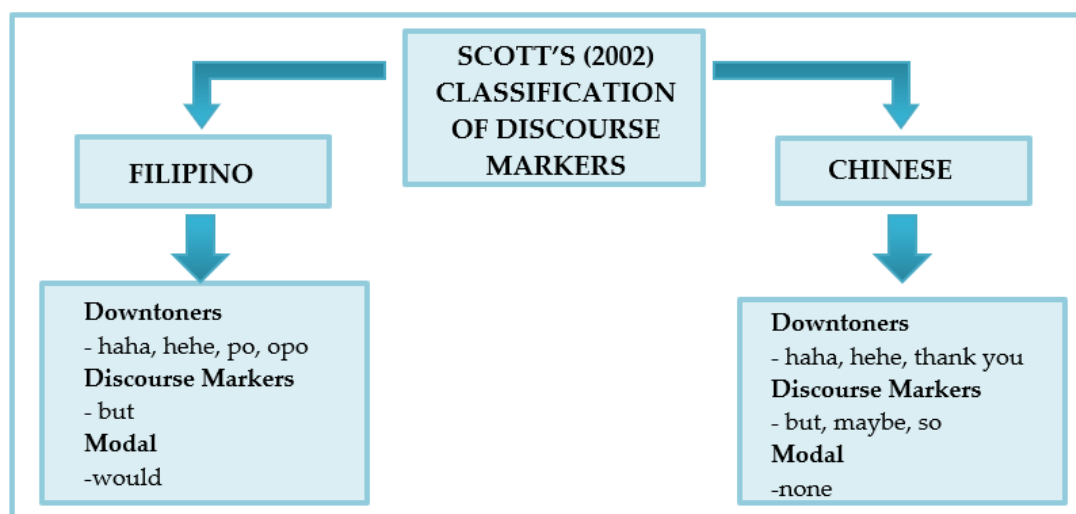 SCOTT'S (2002)
CLASSIFICATION
OF DISCOURSE
MARKERS
FILIPINO
CHINESE
Downtoners
- haha, hehe, po, opo
Discourse Markers
- but
Modal
-would
Downtoners
- haha, hehe, thank you
Discourse Markers
- but, maybe, so
Modal
-none